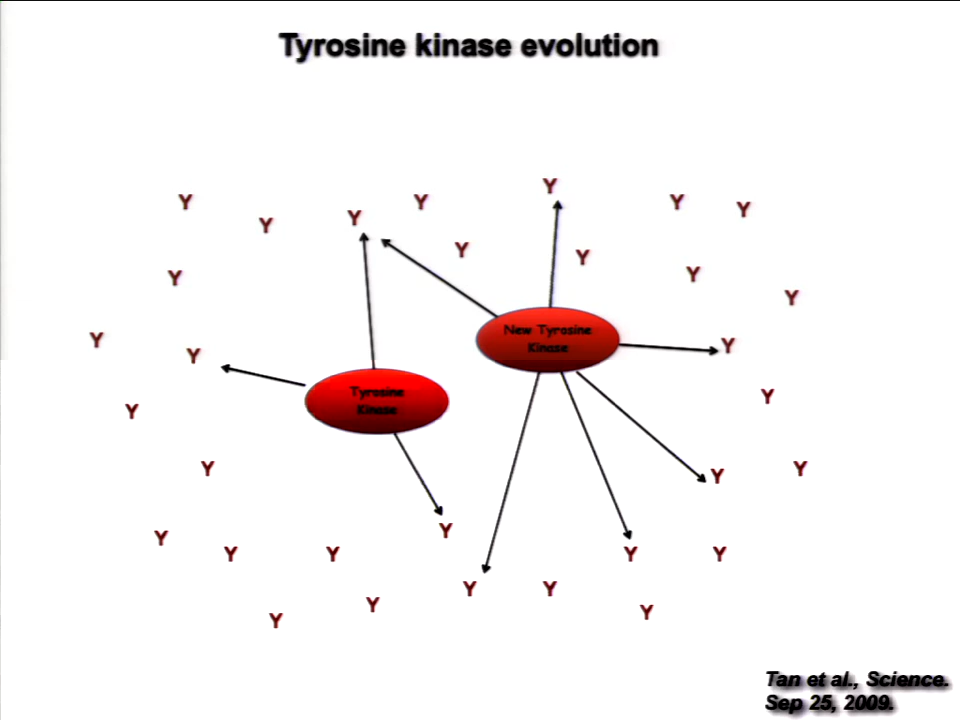 Tyrosine kinase evolution
Y
Y Y Y Y
Y Y
Y Y
Y Y
Y
New Tyrosine
Kinase
Y Y Y
Tyrosine
Kinase
Y Y
Y Y Y
Y Y
Y Y Y Y
Y Y
Y Y Y
Tan et al., Science.
Sep 25, 2009.